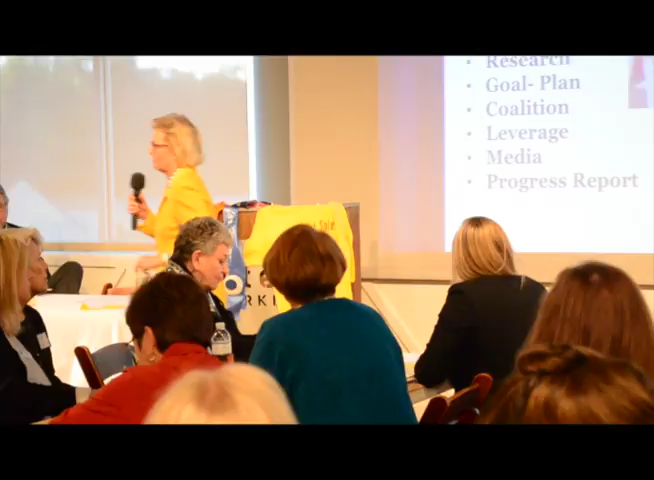 • Research
• Goal- Plan
• Coalition
• Leverage
• Media
• Progress Report